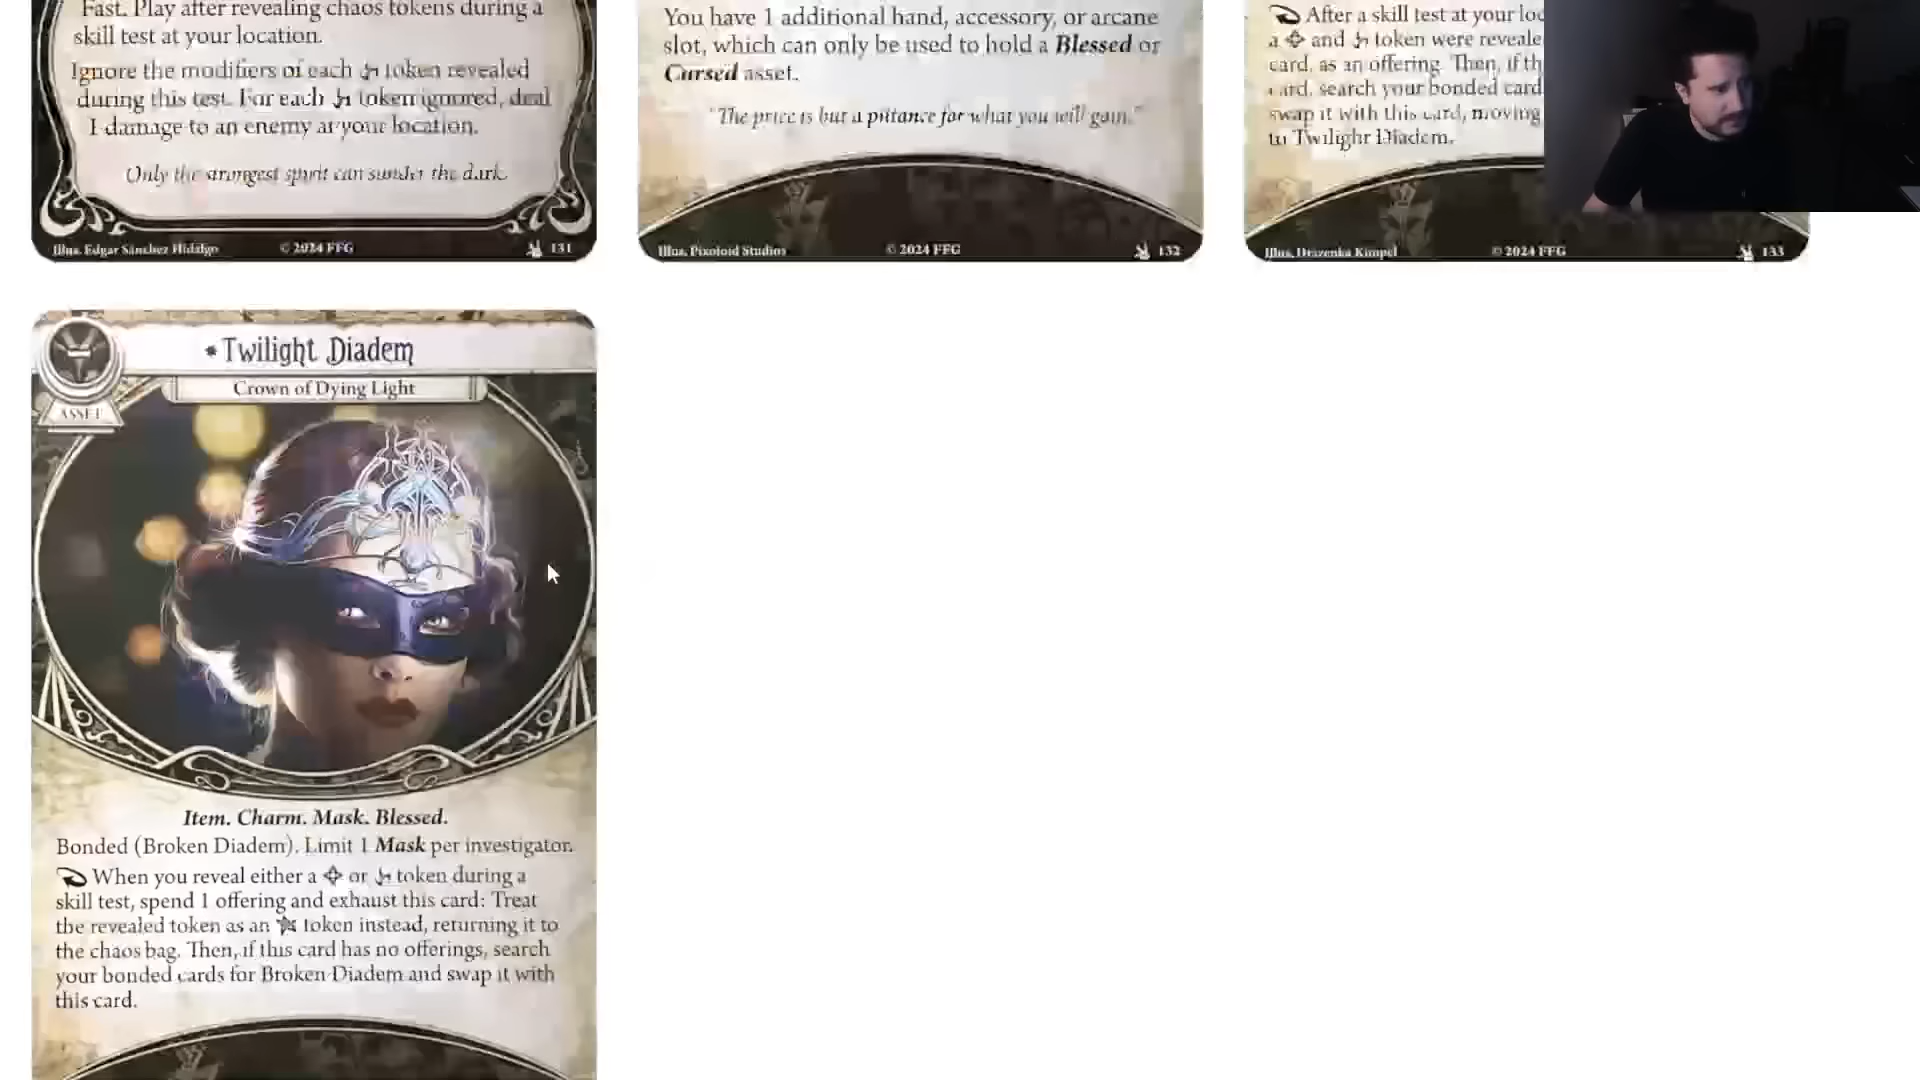 Fast. Play after revealing chaos tokens during a
skill test at your location.
Ignore the modifiers of each token revealed
during this test. For each token ignored, deal
1 damage to an enemy at your location.
Only the strongest spirit can sunder the dark.
Illus. Edgar Sánchez Hidalgo © 2024 FFG 131
You have 1 additional hand, accessory, or arcane
slot, which can only be used to hold a Blessed or
Cursed asset.
"The price is but a pittance for what you will gain."
Illus. Pixoloid Studios © 2024 FFG 132
After a skill test at your loc
a and token were reveale
card, as an offering. Then, if th
card, search your bonded card
swap it with this card, moving
to Twilight Diadem.
Illus. Drazenka Kimpel © 2024 FFG 133
Twilight Diadem
Crown of Dying Light
ASSET
Item. Charm. Mask. Blessed.
Bonded (Broken Diadem). Limit 1 Mask per investigator.
When you reveal either a or token during a
skill test, spend 1 offering and exhaust this card: Treat
the revealed token as an token instead, returning it to
the chaos bag. Then, if this card has no offerings, search
your bonded cards for Broken Diadem and swap it with
this card.